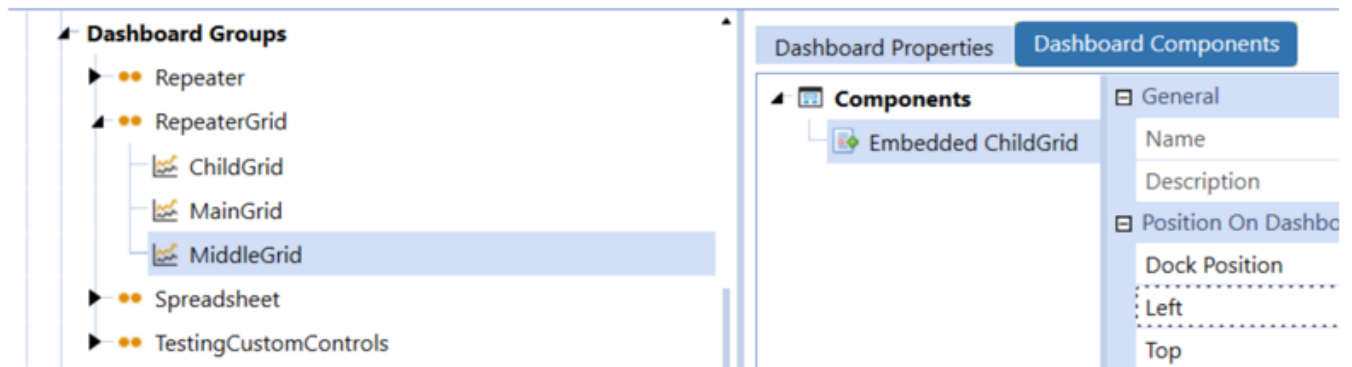 Dashboard Groups
Repeater
RepeaterGrid
ChildGrid
MainGrid
MiddleGrid
Spreadsheet
TestingCustomControls
Dashboard Properties
Dashboard Components
Components
Embedded ChildGrid
General
Name
Description
Position On Dashbo
Dock Position
Left
Top